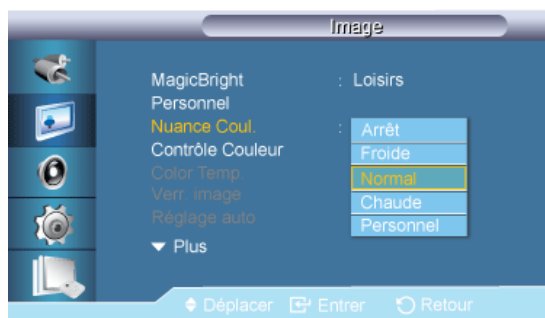 Image
MagicBright : Loisirs
Personnel
Nuance Coul. :
Arrêt
Froide
Normal
Chaude
Personnel
Contrôle Couleur
Color Temp.
Verr. image
Réglage auto
Plus
Déplacer Entrer Retour